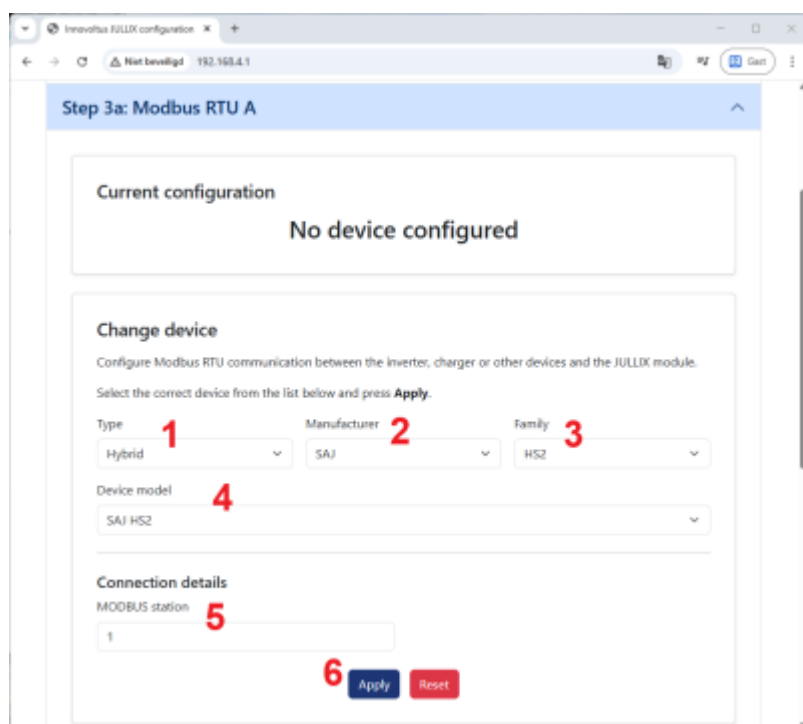 Innovoltus JULLIX configuration
Niet beveiligd 192.168.4.1 Gast
Step 3a: Modbus RTU A
Current configuration
No device configured
Change device
Configure Modbus RTU communication between the inverter, charger or other devices and the JULLIX module.
Select the correct device from the list below and press Apply.
Type 1 Manufacturer 2 Family 3
Hybrid SAJ HS2
Device model 4
SAJ HS2
Connection details
MODBUS station 5
1
6 Apply Reset